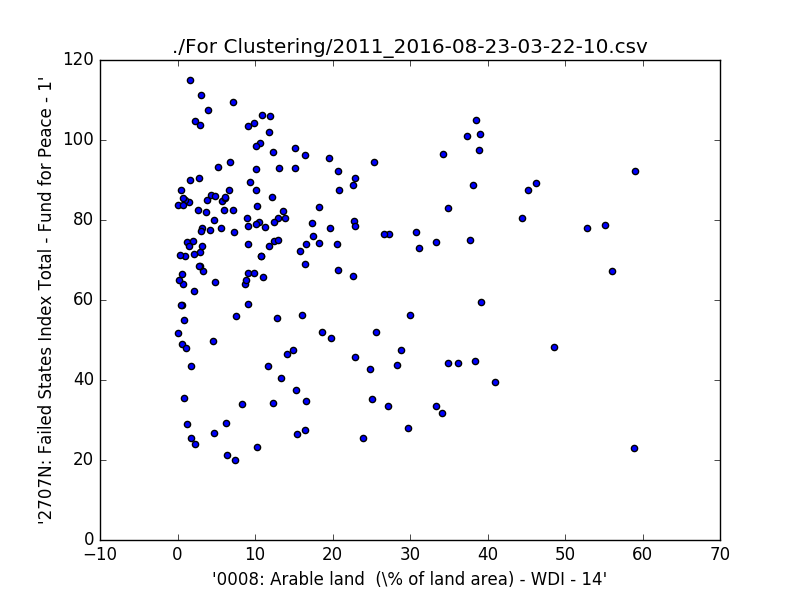 ./For Clustering/2011_2016-08-23-03-22-10.csv
120
100
80
60
40
20
0
'2707N: Failed States Index Total - Fund for Peace - 1'
−10 0 10 20 30 40 50 60 70
'0008: Arable land  (\% of land area) - WDI - 14'